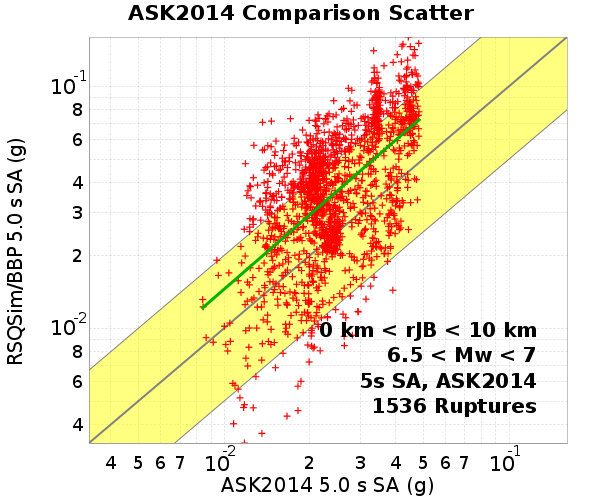 ASK2014 Comparison Scatter
RSQSim/BBP 5.0 s SA (g)
10-1
8
6
4
3
2
10-2
8
6
4
0 km < rJB < 10 km
6.5 < Mw < 7
5s SA, ASK2014
1536 Ruptures
4 5 6 7 10-2 2 3 4 5 6 7 10-1
ASK2014 5.0 s SA (g)